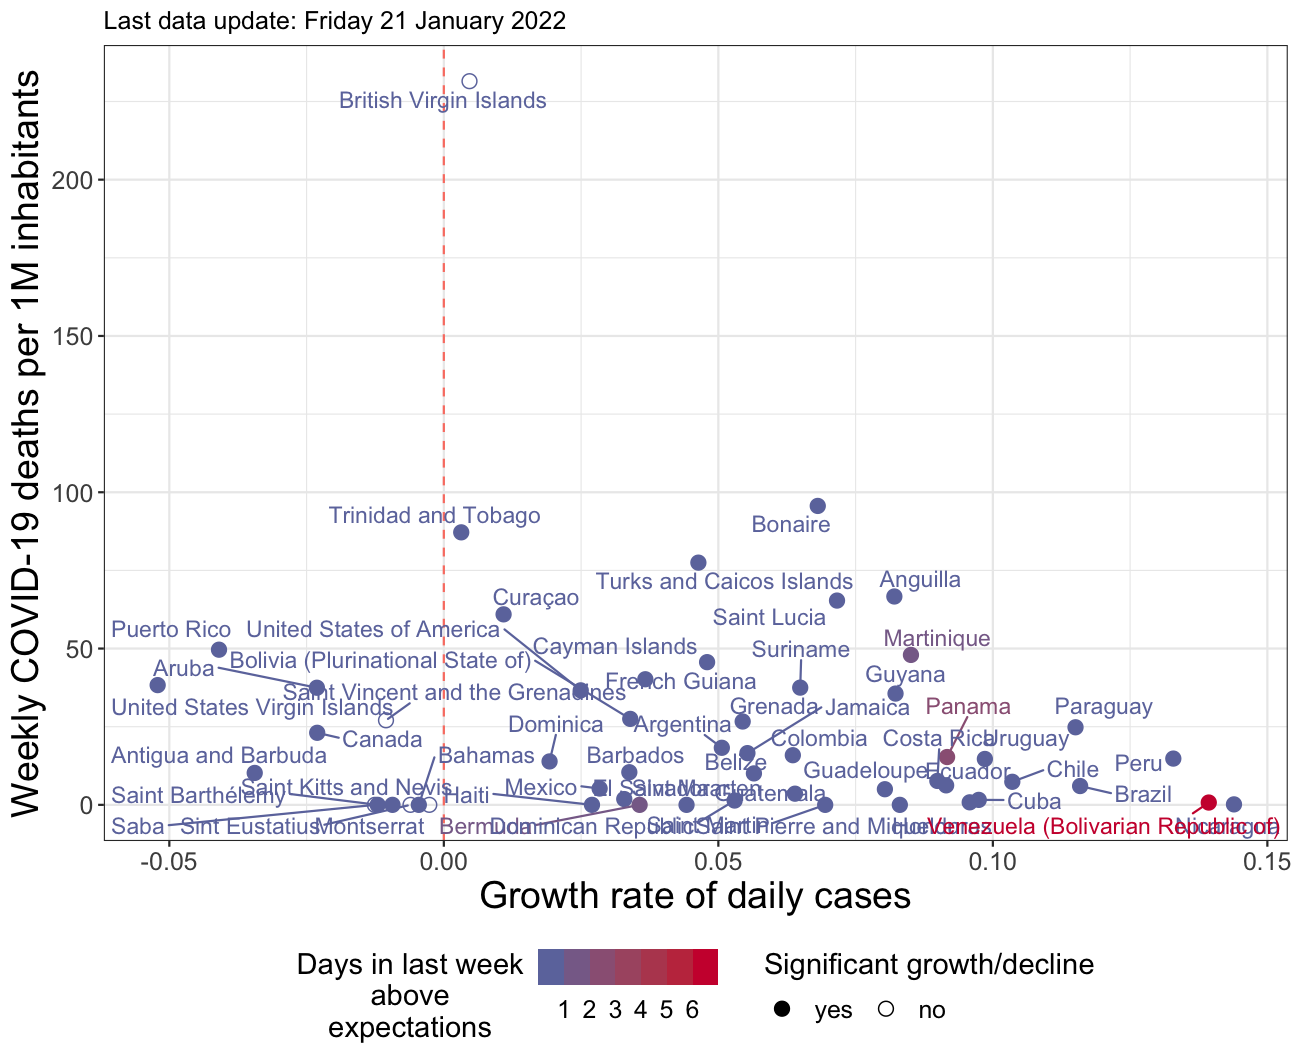 Last data update: Friday 21 January 2022
Weekly COVID-19 deaths per 1M inhabitants
200
150
100
50
0
British Virgin Islands
Trinidad and Tobago
Bonaire
Turks and Caicos Islands
Anguilla
Curaçao
Saint Lucia
Puerto Rico
United States of America
Martinique
Cayman Islands
Suriname
Aruba
Bolivia (Plurinational State of)
French Guiana
Guyana
Saint Vincent and the Grenadines
United States Virgin Islands
Grenada
Jamaica
Panama
Paraguay
Canada
Dominica
Argentina
Colombia
Costa Rica
Uruguay
Antigua and Barbuda
Bahamas
Barbados
Belize
Guadeloupe
Ecuador
Chile
Peru
Saint Barthélemy
Saint Kitts and Nevis
Haiti
Mexico
El Salvador
Sint Maarten
Guatemala
Cuba
Brazil
Saba
Sint Eustatius
Montserrat
Bermuda
Dominican Republic
Saint Martin
Saint Pierre and Miquelon
Honduras
Venezuela (Bolivarian Republic of)
Nicaragua
-0.05
0.00
0.05
0.10
0.15
Growth rate of daily cases
Days in last week
above
expectations
1 2 3 4 5 6
Significant growth/decline
yes
no